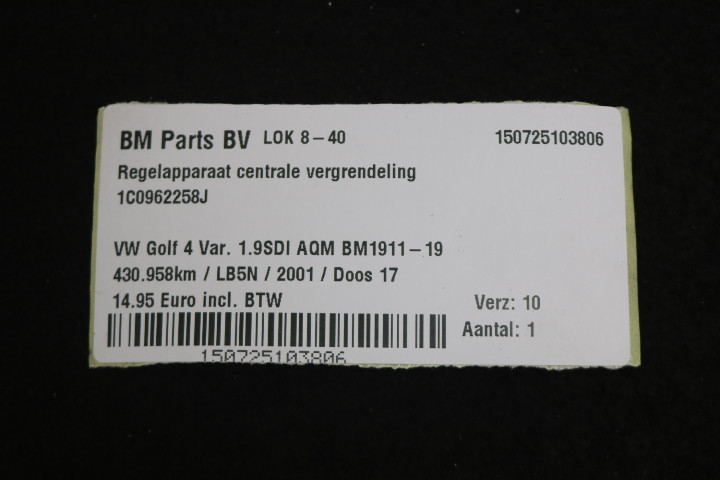 BM Parts BV LOK 8-40 150725103806
Regelapparaat centrale vergrendeling
1C0962258J
VW Golf 4 Var. 1.9SDI AQM BM1911-19
430.958km / LB5N / 2001 / Doos 17
14.95 Euro incl. BTW Verz: 10
Aantal: 1
150725103806